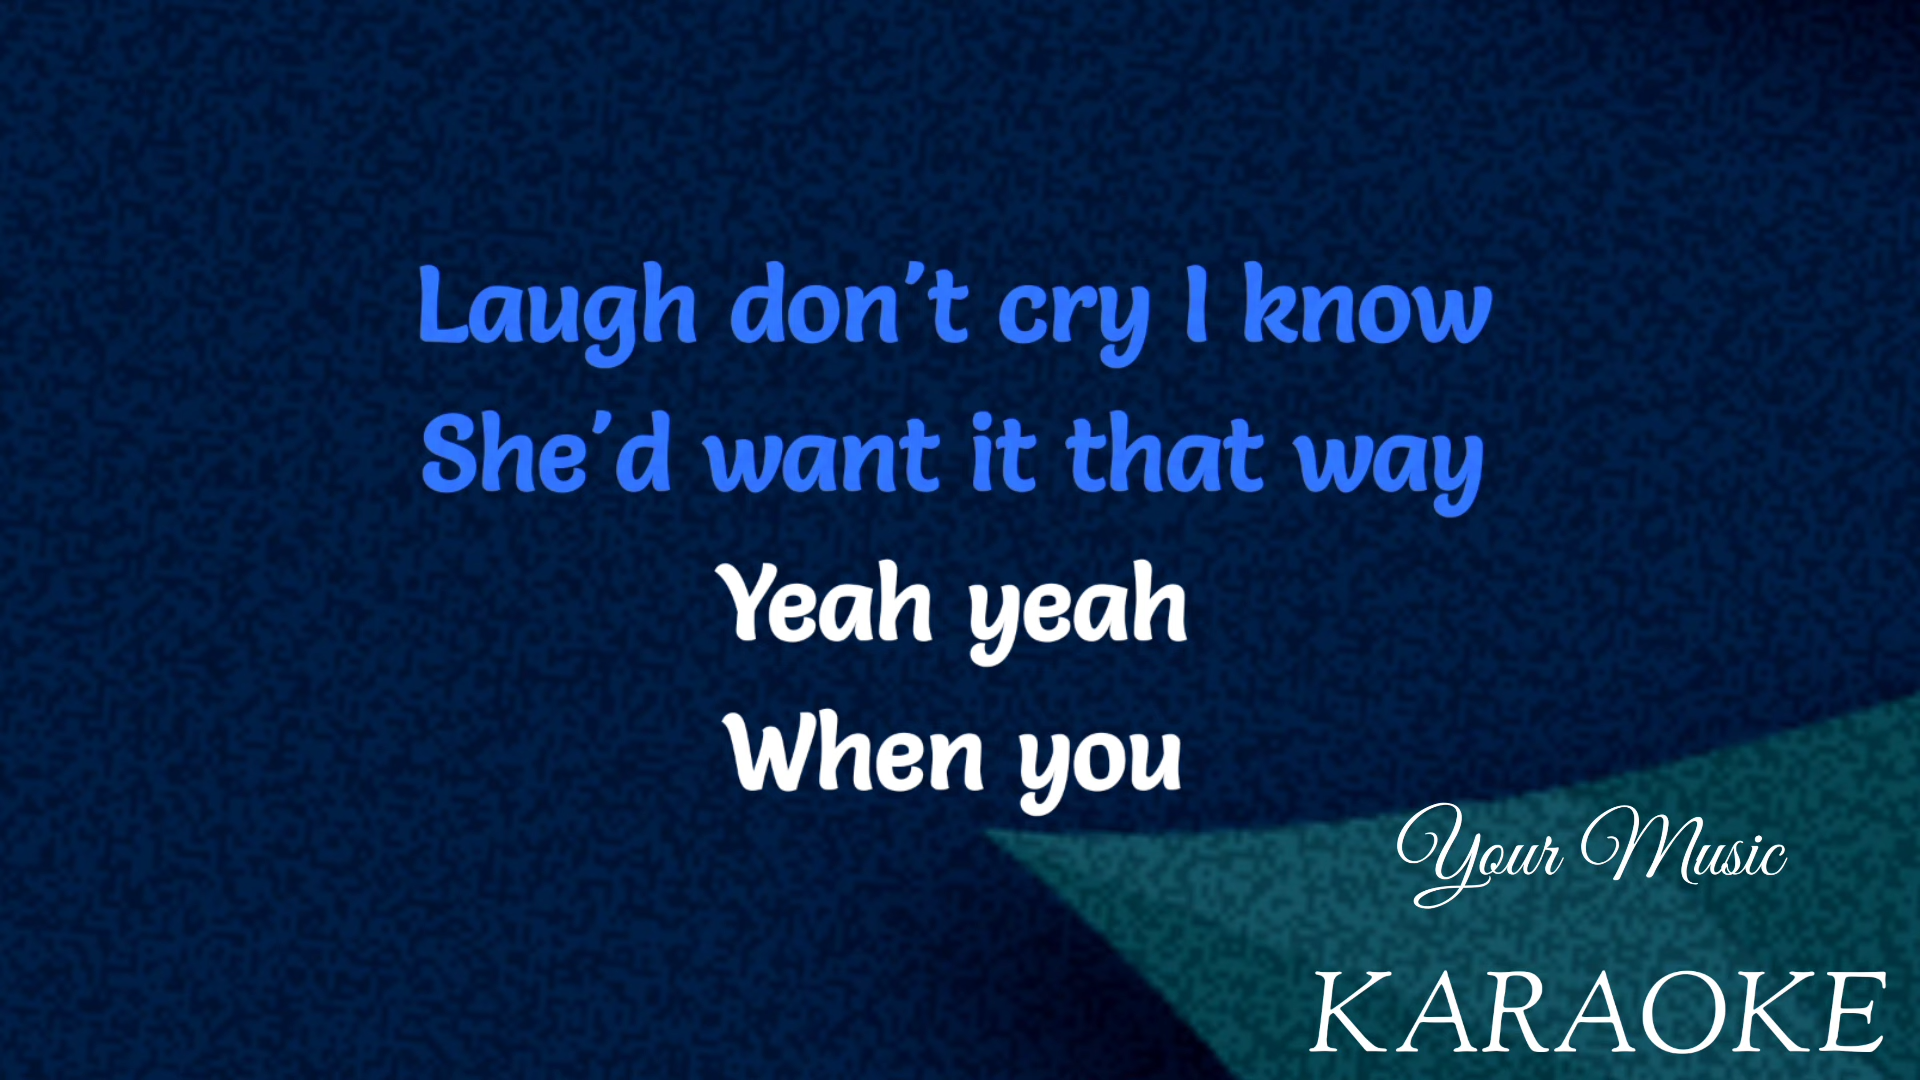 Laugh don't cry I know
She'd want it that way
Yeah yeah
When you
Your Music
KARAOKE